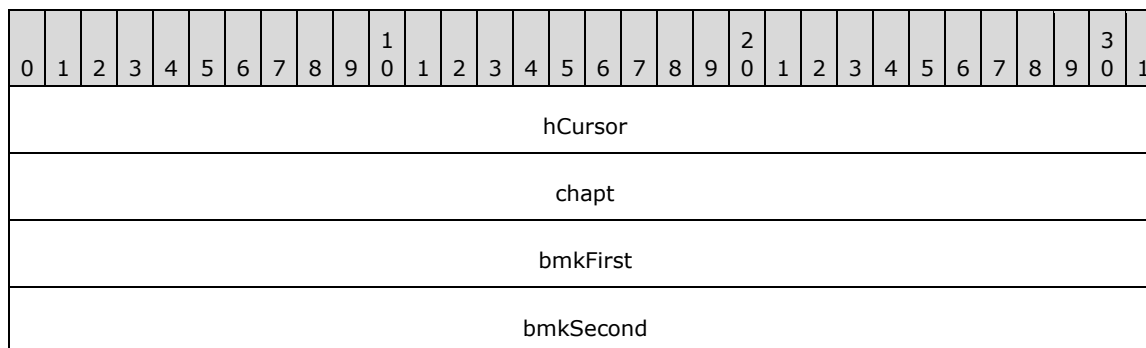 0 1 2 3 4 5 6 7 8 9 1 0 1 2 3 4 5 6 7 8 9 2 0 1 2 3 4 5 6 7 8 9 3 0 1
hCursor
chapt
bmkFirst
bmkSecond